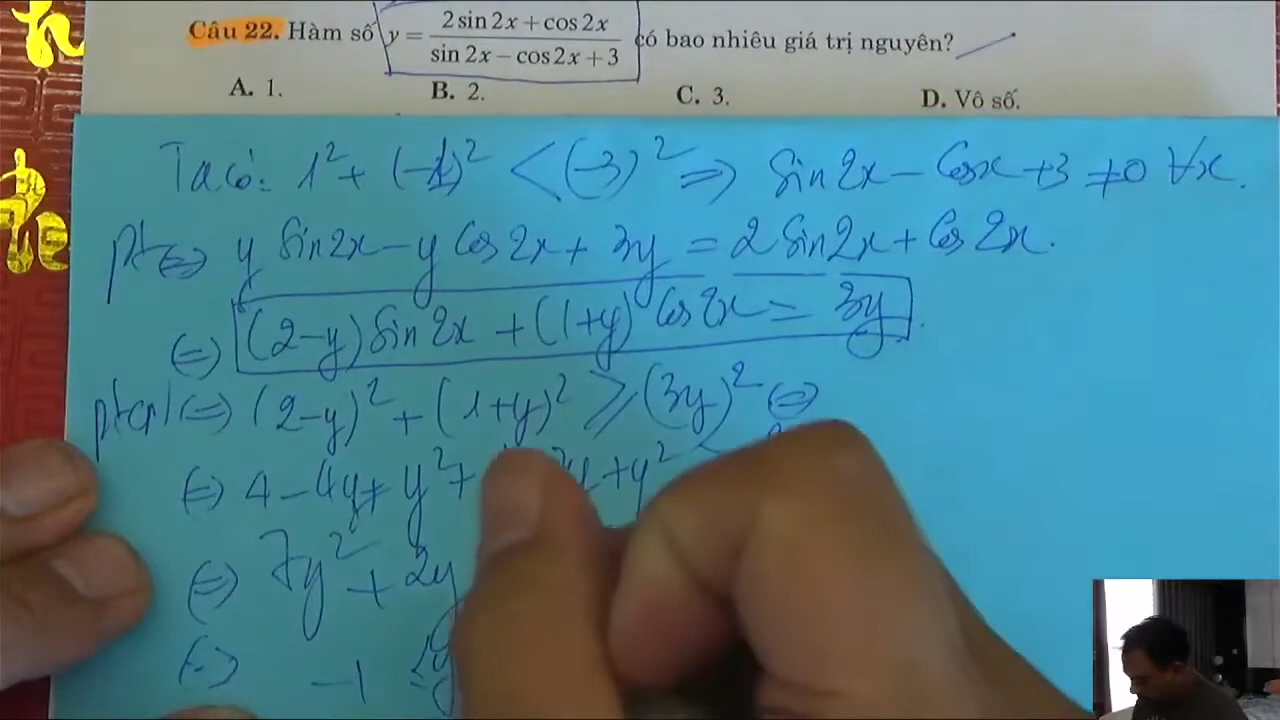 Câu 22. Hàm số y = \frac{2 sin 2x + cos 2x}{sin 2x − cos 2x + 3} có bao nhiêu giá trị nguyên?
A. 1. B. 2. C. 3. D. Vô số.
Ta có: 1² + (−1)² < (−3)² ⇒ Sin 2x − Cos x + 3 ≠ 0 ∀x.
pt ⇔ y Sin 2x − y Cos 2x + 3y = 2 Sin 2x + Cos 2x.
⇔ (2−y) Sin 2x + (1+y) Cos 2x = 3y.
⇔ (2−y)² + (1+y)² ≥ (3y)² ⇔
⇔ 4 − 4y + y² + + y²
⇔ 7y² + 2y
⇔ −1 ≤ y